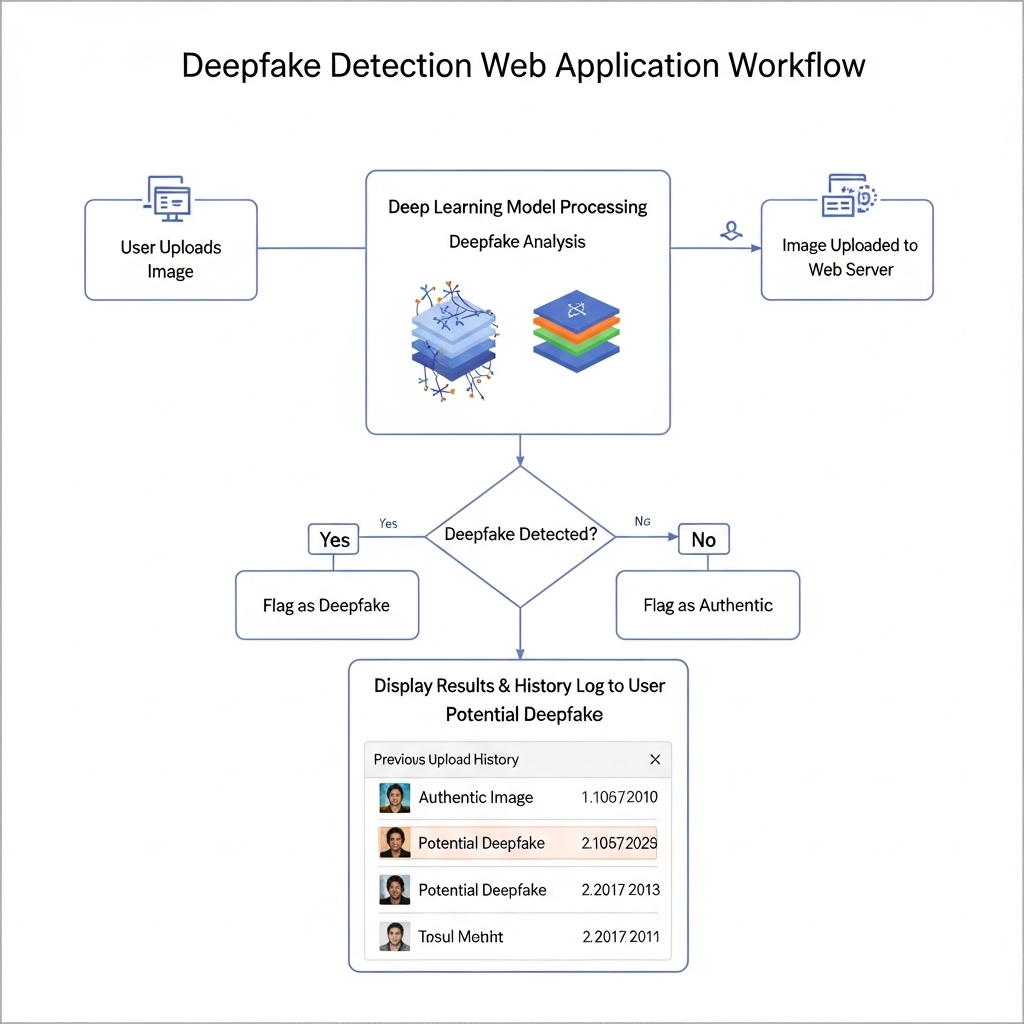 Deepfake Detection Web Application Workflow
User Uploads
Image
Deep Learning Model Processing
Deepfake Analysis
Image Uploaded to
Web Server
Deepfake Detected?
Yes
Yes
No
Flag as Deepfake
Flag as Authentic
Display Results & History Log to User
Potential Deepfake
Previous Upload History
Authentic Image 1.10672010
Potential Deepfake 2.10572029
Potential Deepfake 2.2017 2013
2.2017.2011